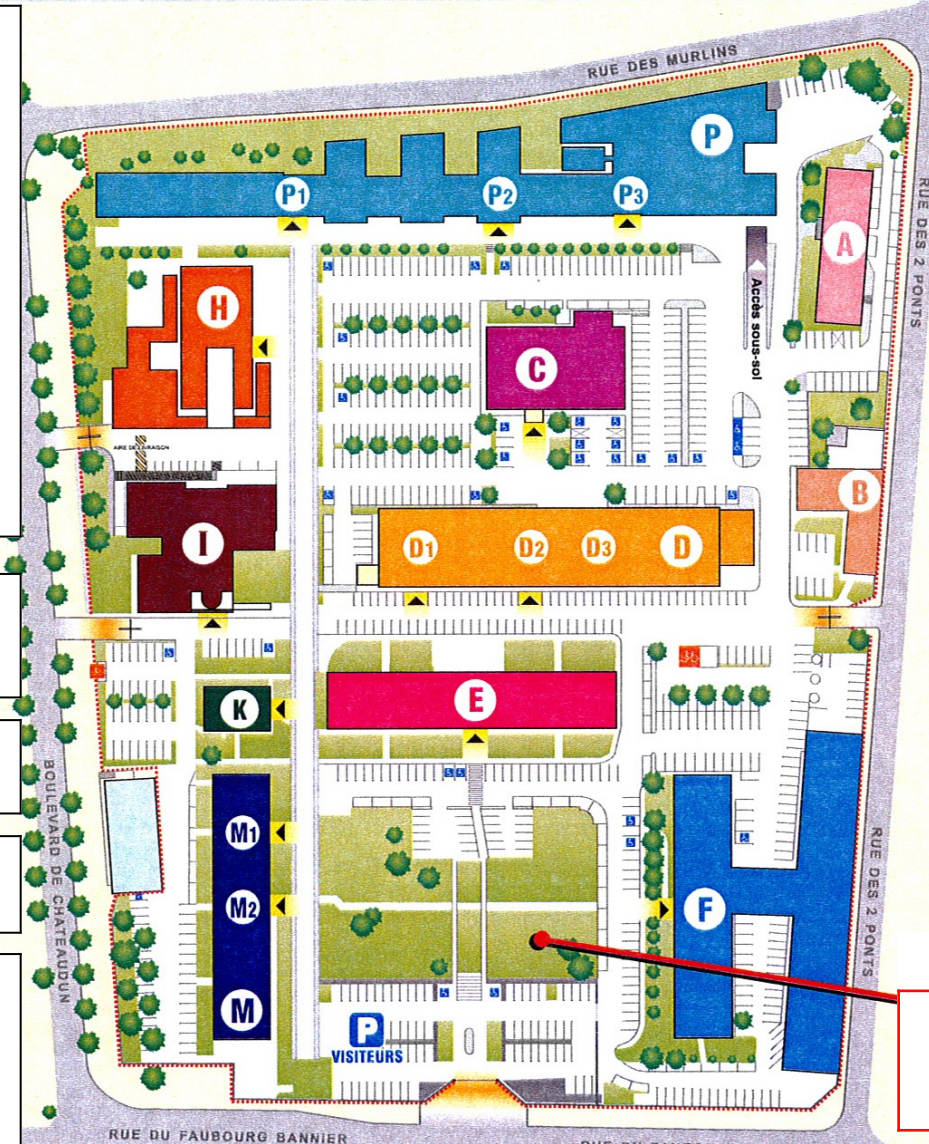 RUE DES MURLINS
P
P1
P2
P3
A
RUE DES 2 PONTS
H
Accès sous-sol
C
AIRE DE LIVRAISON
B
I
D1
D2
D3
D
K
E
BOULEVARD DE CHATEAUDUN
M1
M2
M
F
RUE DES 2 PONTS
P
VISITEURS
RUE DU FAUBOURG BANNIER